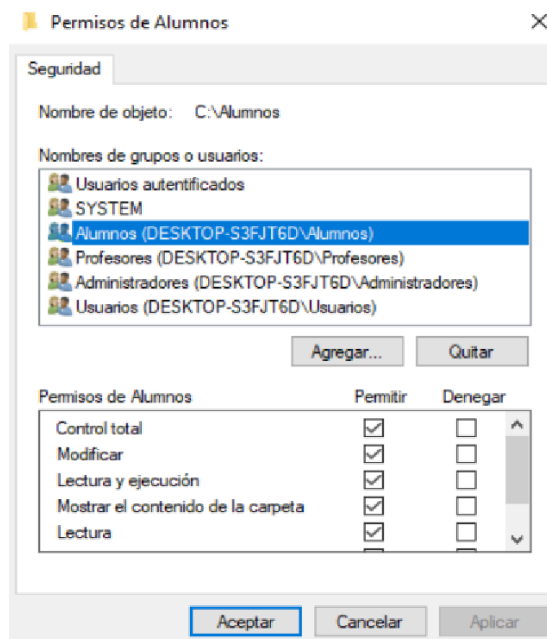 Permisos de Alumnos
Seguridad
Nombre de objeto: C:\Alumnos
Nombres de grupos o usuarios:
Usuarios autentificados
SYSTEM
Alumnos (DESKTOP-S3FJT6D\Alumnos)
Profesores (DESKTOP-S3FJT6D\Profesores)
Administradores (DESKTOP-S3FJT6D\Administradores)
Usuarios (DESKTOP-S3FJT6D\Usuarios)
Agregar... Quitar
Permisos de Alumnos Permitir Denegar
Control total
Modificar
Lectura y ejecución
Mostrar el contenido de la carpeta
Lectura
Aceptar Cancelar Aplicar